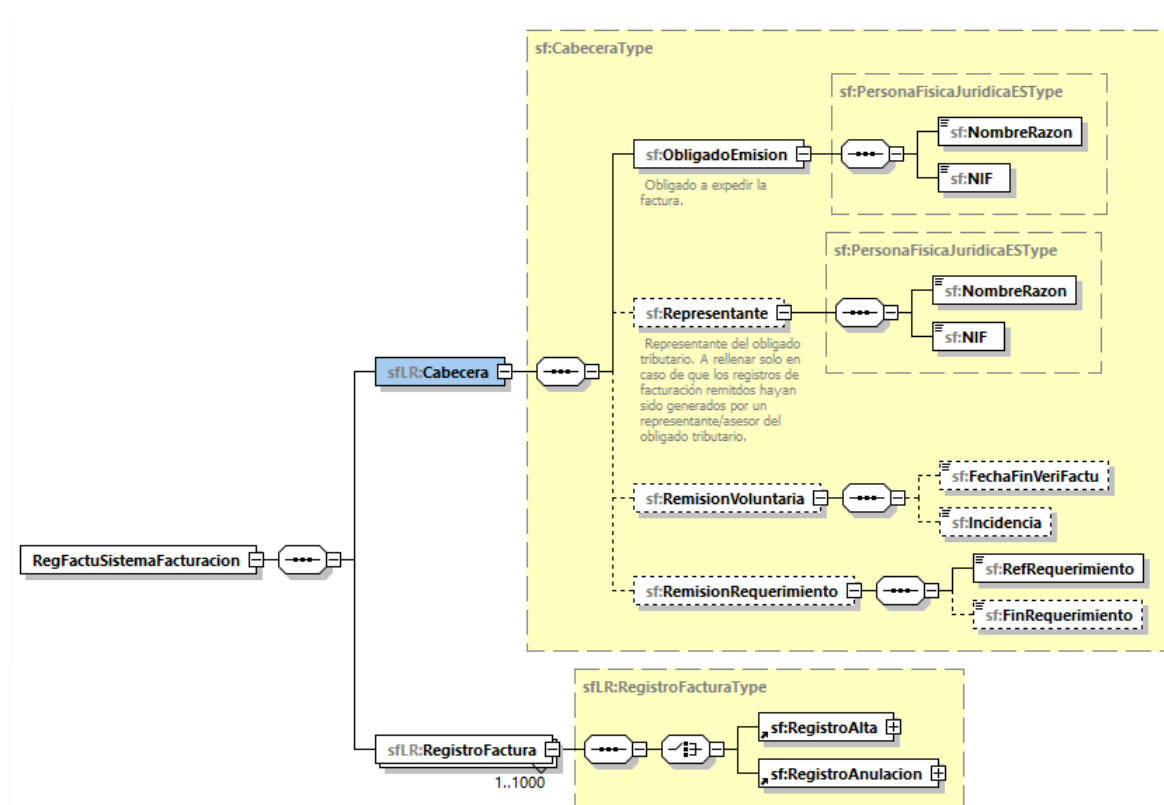 sf:CabeceraType
sf:PersonaFisicaJuridicaESType
sf:NombreRazon
sf:ObligadoEmision
sf:NIF
Obligado a expedir la
factura.
sf:PersonaFisicaJuridicaESType
sf:NombreRazon
sf:Representante
sf:NIF
Representante del obligado
tributario. A rellenar solo en
caso de que los registros de
facturación remitdos hayan
sido generados por un
representante/asesor del
obligado tributario.
sfLR:Cabecera
sf:FechaFinVeriFactu
sf:RemisionVoluntaria
sf:Incidencia
RegFactuSistemaFacturacion
sf:RefRequerimiento
sf:RemisionRequerimiento
sf:FinRequerimiento
sfLR:RegistroFacturaType
sf:RegistroAlta
sfLR:RegistroFactura
sf:RegistroAnulacion
1..1000